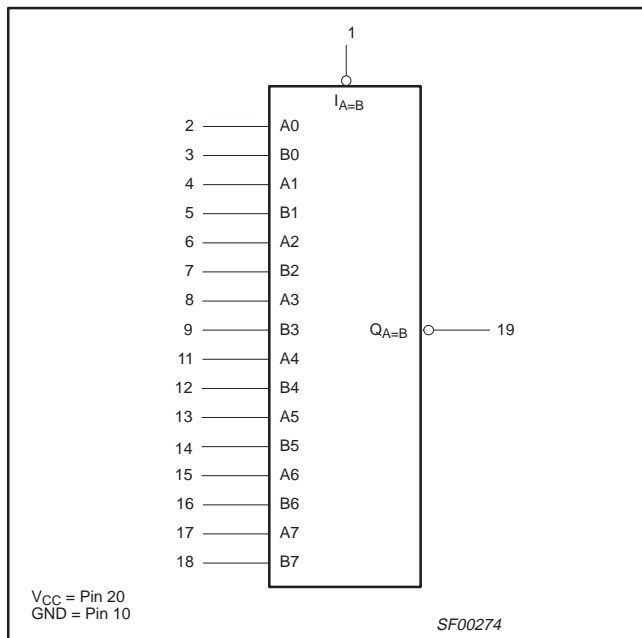 1
I A=B
2 A0
3 B0
4 A1
5 B1
6 A2
7 B2
8 A3
9 B3 Q A=B 19
11 A4
12 B4
13 A5
14 B5
15 A6
16 B6
17 A7
18 B7
VCC = Pin 20
GND = Pin 10
SF00274